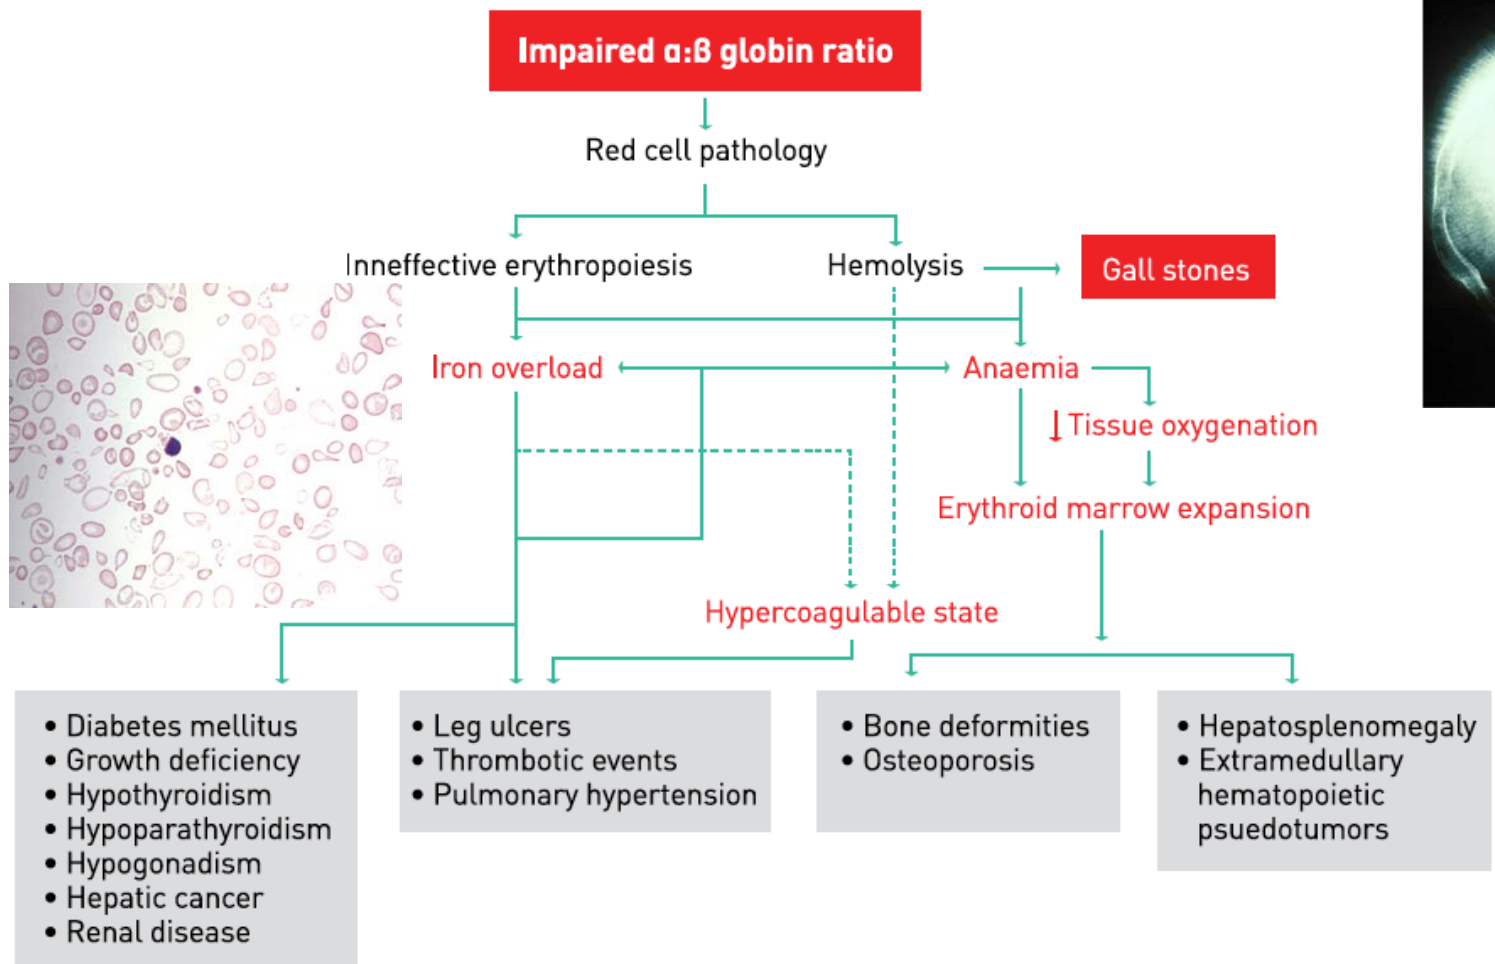 Impaired α:ß globin ratio
Red cell pathology
Inneffective erythropoiesis
Hemolysis
Gall stones
Iron overload
Anaemia
↓ Tissue oxygenation
Erythroid marrow expansion
Hypercoagulable state
• Diabetes mellitus
• Growth deficiency
• Hypothyroidism
• Hypoparathyroidism
• Hypogonadism
• Hepatic cancer
• Renal disease
• Leg ulcers
• Thrombotic events
• Pulmonary hypertension
• Bone deformities
• Osteoporosis
• Hepatosplenomegaly
• Extramedullary
hematopoietic
psuedotumors